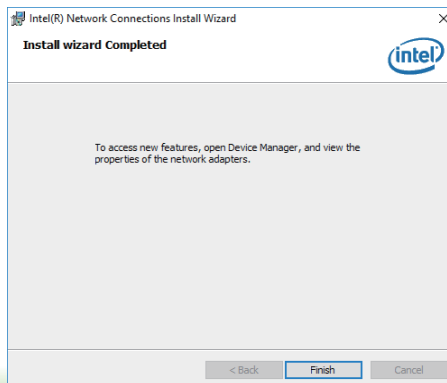 Intel(R) Network Connections Install Wizard
Install wizard Completed
intel
To access new features, open Device Manager, and view the
properties of the network adapters.
< Back
Finish
Cancel